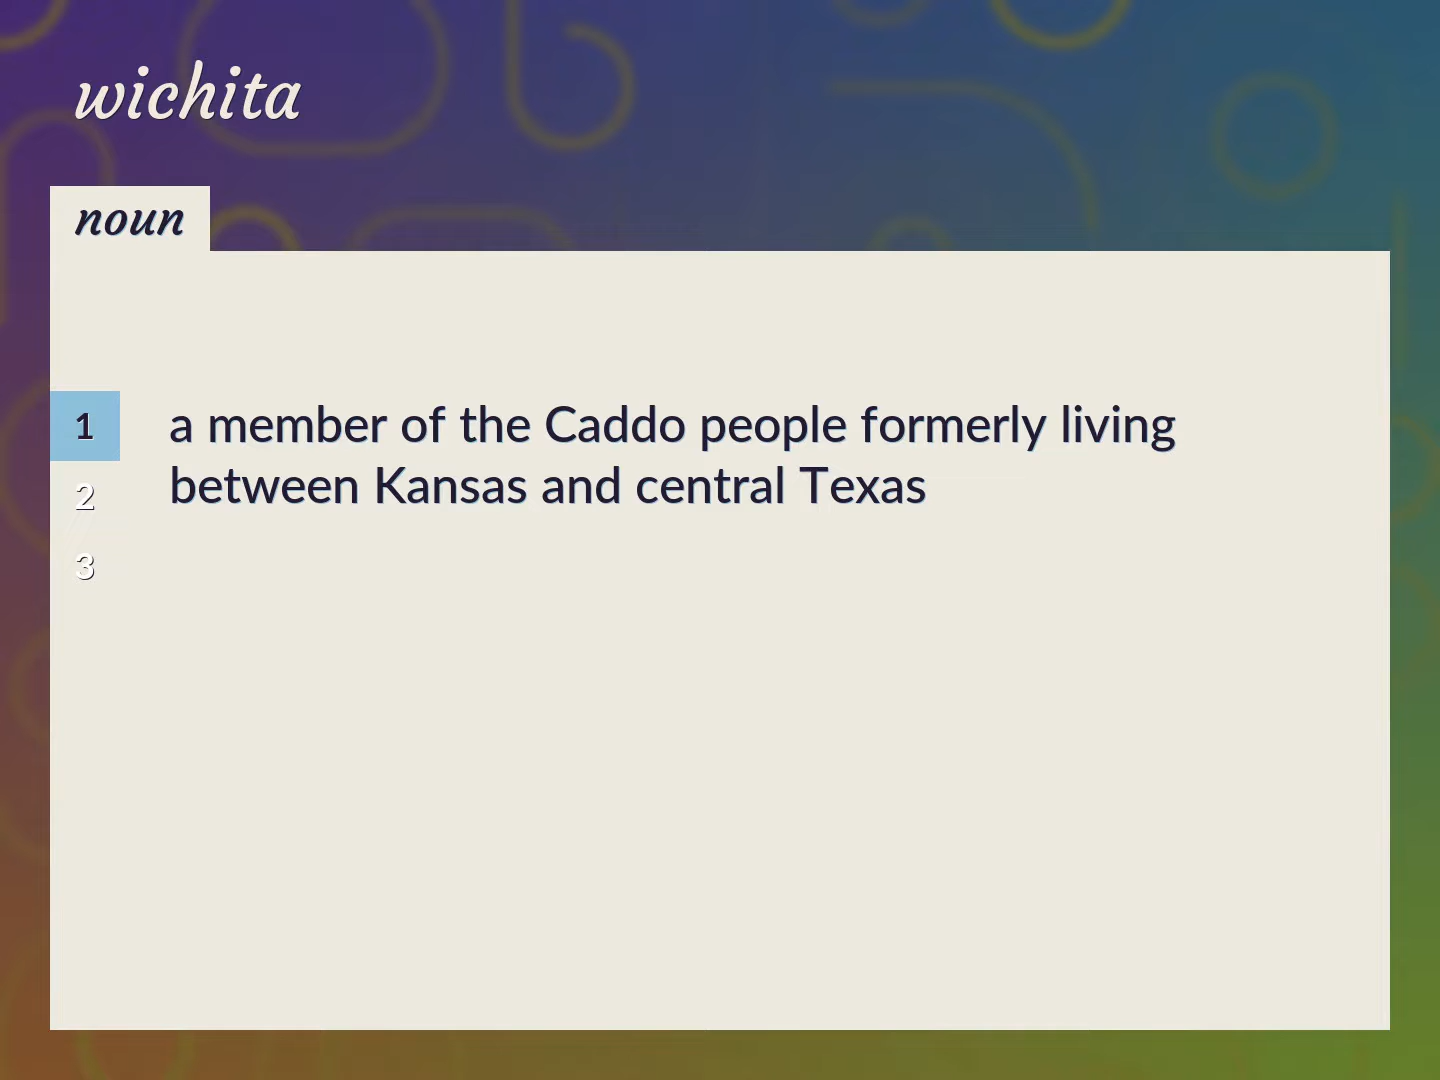 wichita
noun
1
a member of the Caddo people formerly living
between Kansas and central Texas
2
3